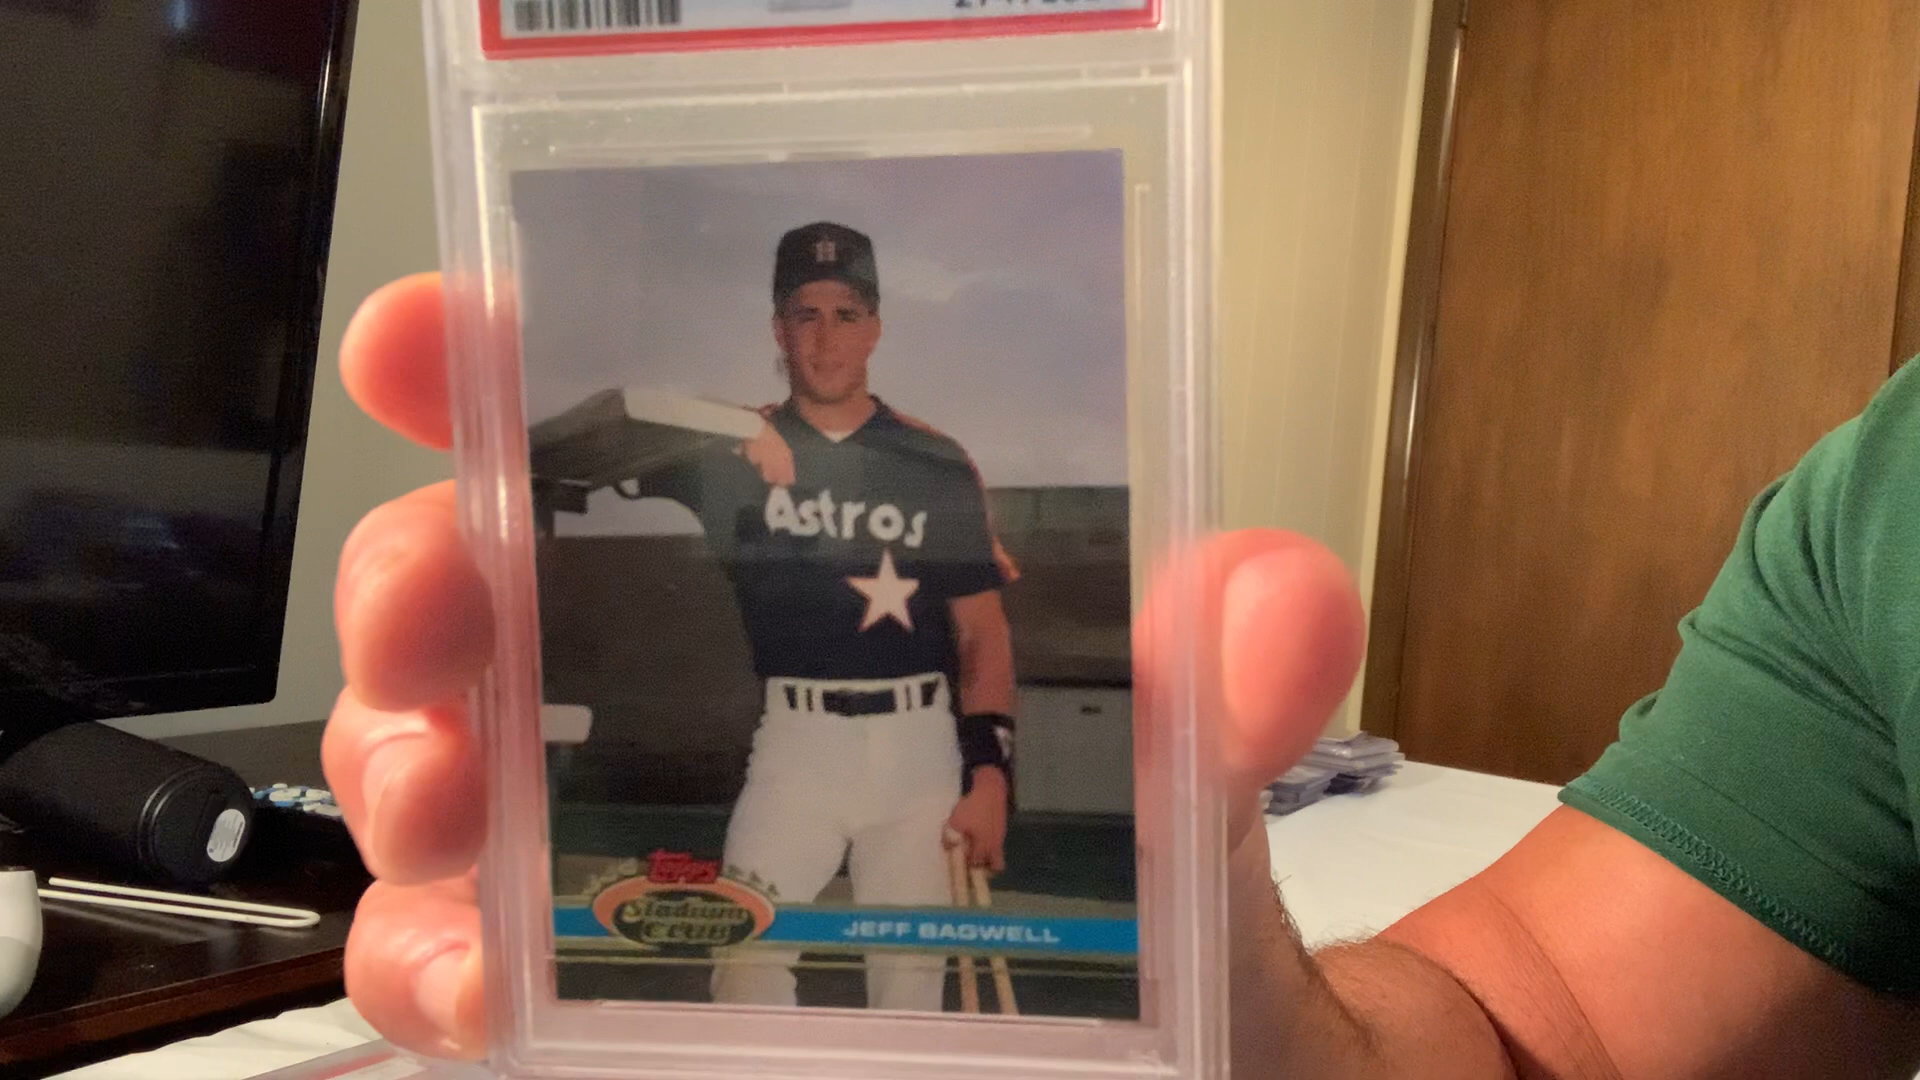 Astros
Topps
Stadium
CLUB
JEFF BAGWELL